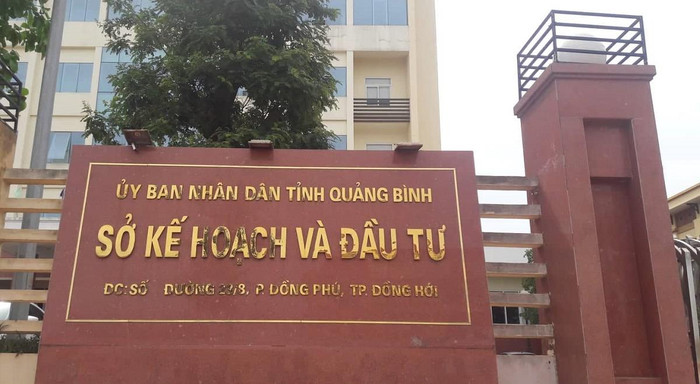 ỦY BAN NHÂN DÂN TỈNH QUẢNG BÌNH
SỞ KẾ HOẠCH VÀ ĐẦU TƯ
ĐC: SỐ ĐƯỜNG 23/8, P. ĐỒNG PHÚ, TP. ĐỒNG HỚI